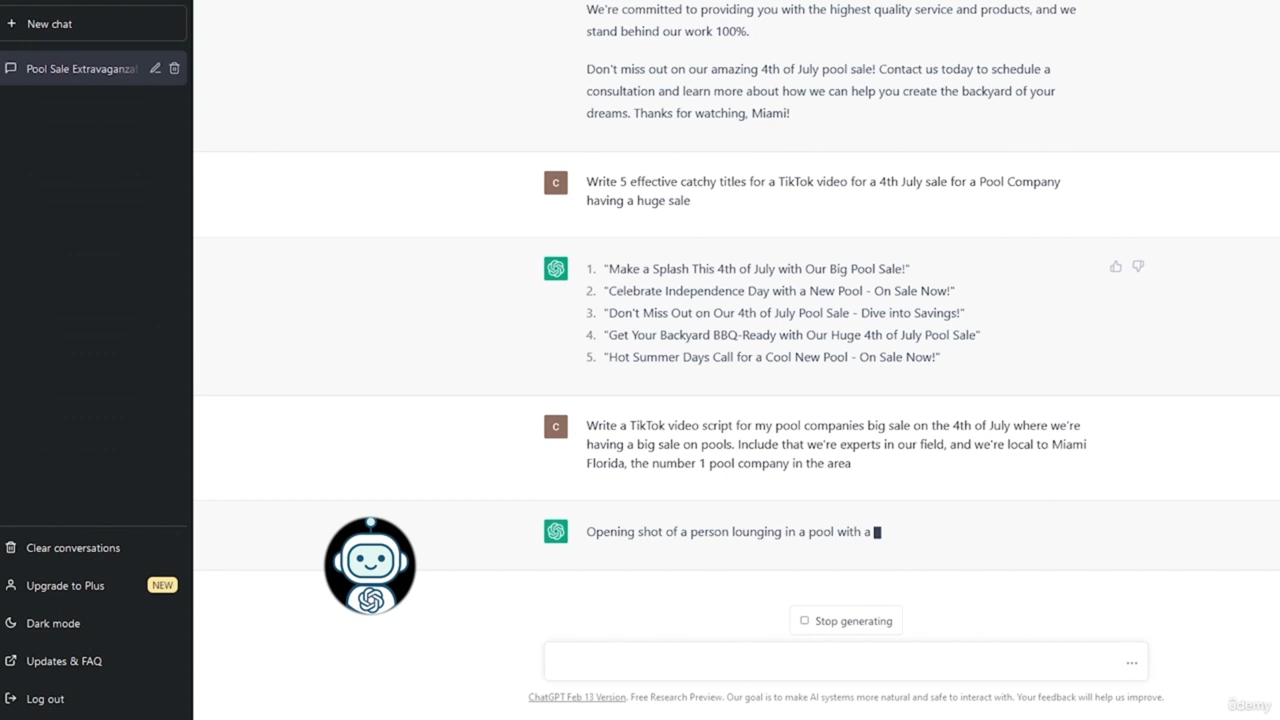 New chat
Pool Sale Extravaganza!
We're committed to providing you with the highest quality service and products, and we
stand behind our work 100%.
Don't miss out on our amazing 4th of July pool sale! Contact us today to schedule a
consultation and learn more about how we can help you create the backyard of your
dreams. Thanks for watching, Miami!
C
Write 5 effective catchy titles for a TikTok video for a 4th July sale for a Pool Company
having a huge sale
1. "Make a Splash This 4th of July with Our Big Pool Sale!"
2. "Celebrate Independence Day with a New Pool - On Sale Now!"
3. "Don't Miss Out on Our 4th of July Pool Sale - Dive into Savings!"
4. "Get Your Backyard BBQ-Ready with Our Huge 4th of July Pool Sale"
5. "Hot Summer Days Call for a Cool New Pool - On Sale Now!"
C
Write a TikTok video script for my pool companies big sale on the 4th of July where we're
having a big sale on pools. Include that we're experts in our field, and we're local to Miami
Florida, the number 1 pool company in the area
Opening shot of a person lounging in a pool with a
Clear conversations
Upgrade to Plus NEW
Dark mode
Updates & FAQ
Log out
Stop generating
ChatGPT Feb 13 Version. Free Research Preview. Our goal is to make AI systems more natural and safe to interact with. Your feedback will help us improve.
ûdemy